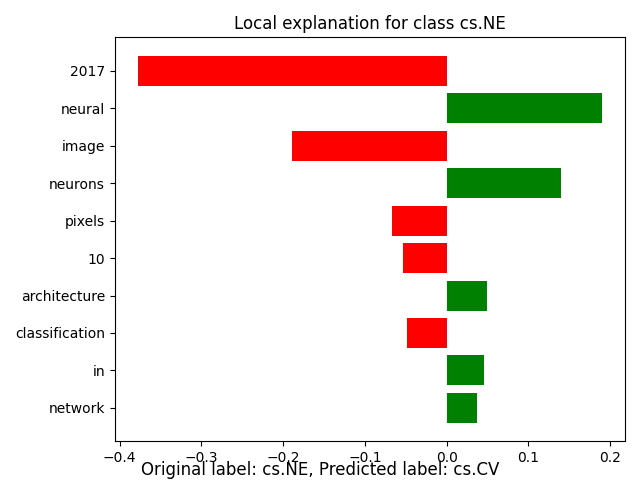 Local explanation for class cs.NE
2017
neural
image
neurons
pixels
10
architecture
classification
in
network
−0.4 −0.3 −0.2 −0.1 0.0 0.1 0.2
Original label: cs.NE, Predicted label: cs.CV